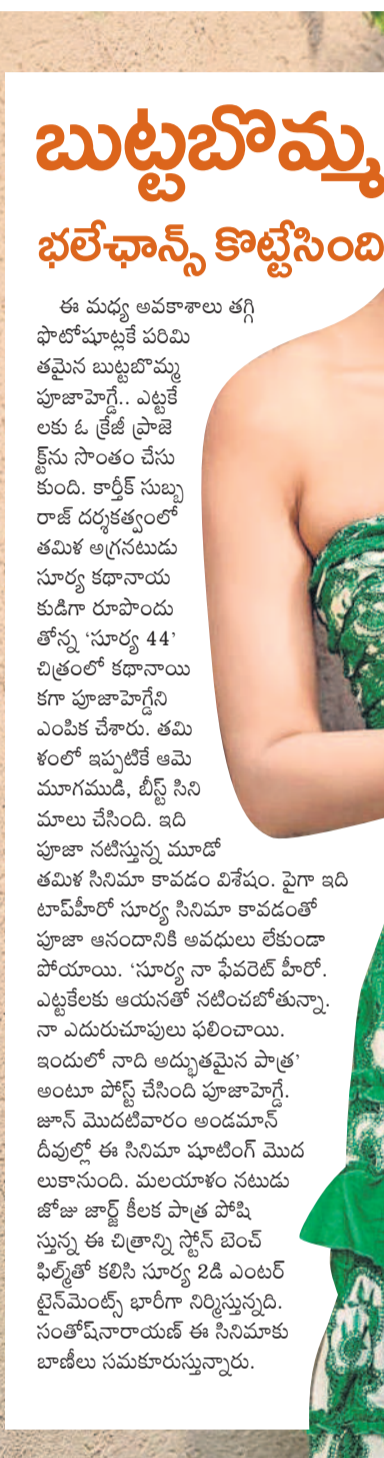 బుట్టబొమ్మ
భలేఛాన్స్ కొట్టేసింది
ఈ మధ్య అవకాశాలు తగ్గి
ఫొటోషూట్లకే పరిమి
తమైన బుట్టబొమ్మ
పూజాహెగ్డే.. ఎట్టకే
లకు ఓ క్రేజీ ప్రాజె
క్ట్‌ను సొంతం చేసు
కుంది. కార్తీక్ సుబ్బ
రాజ్ దర్శకత్వంలో
తమిళ అగ్రనటుడు
సూర్య కథానాయ
కుడిగా రూపొందు
తోన్న ‘సూర్య 44’
చిత్రంలో కథానాయి
కగా పూజాహెగ్డేని
ఎంపిక చేశారు. తమి
ళంలో ఇప్పటికే ఆమె
మూగముడి, బీస్ట్ సిని
మాలు చేసింది. ఇది
పూజా నటిస్తున్న మూడో
తమిళ సినిమా కావడం విశేషం. పైగా ఇది
టాప్‌హీరో సూర్య సినిమా కావడంతో
పూజా ఆనందానికి అవధులు లేకుండా
పోయాయి. ‘సూర్య నా ఫేవరెట్ హీరో.
ఎట్టకేలకు ఆయనతో నటించబోతున్నా.
నా ఎదురుచూపులు ఫలించాయి.
ఇందులో నాది అద్భుతమైన పాత్ర’
అంటూ పోస్ట్ చేసింది పూజాహెగ్డే.
జూన్ మొదటివారం అండమాన్
దీవుల్లో ఈ సినిమా షూటింగ్ మొద
లుకానుంది. మలయాళం నటుడు
జోజు జార్జ్ కీలక పాత్ర పోషి
స్తున్న ఈ చిత్రాన్ని స్టోన్ బెంచ్
ఫిల్మ్‌తో కలిసి సూర్య 2డి ఎంటర్
టైన్‌మెంట్స్ భారీగా నిర్మిస్తున్నది.
సంతోష్‌నారాయణ్ ఈ సినిమాకు
బాణీలు సమకూరుస్తున్నారు.